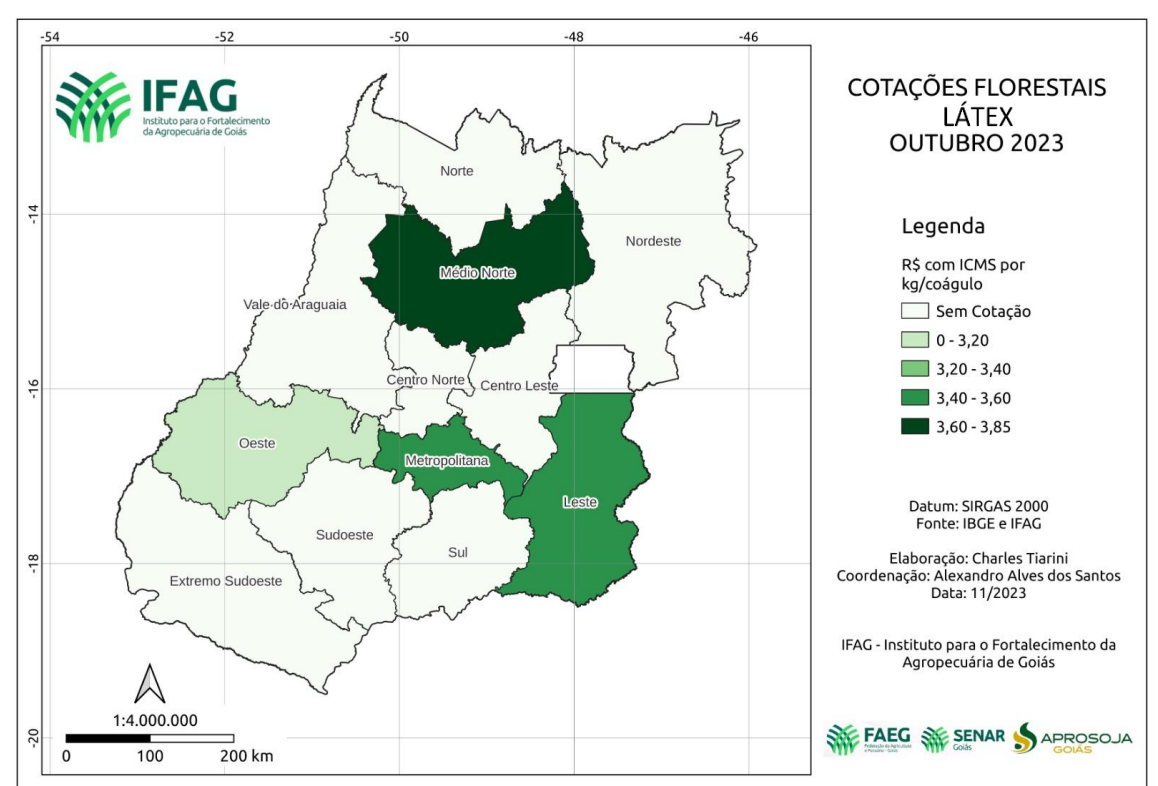 -54
-52
-50
-48
-46
-14
-16
-18
-20
IFAG
Instituto para o Fortalecimento
da Agropecuária de Goiás
Norte
Nordeste
Médio Norte
Vale do Araguaia
Centro Norte
Centro Leste
Oeste
Metropolitana
Leste
Sudoeste
Sul
Extremo Sudoeste
1:4.000.000
0 100 200 km
COTAÇÕES FLORESTAIS
LÁTEX
OUTUBRO 2023
Legenda
R$ com ICMS por
kg/coágulo
Sem Cotação
0 - 3,20
3,20 - 3,40
3,40 - 3,60
3,60 - 3,85
Datum: SIRGAS 2000
Fonte: IBGE e IFAG
Elaboração: Charles Tiarini
Coordenação: Alexandro Alves dos Santos
Data: 11/2023
IFAG - Instituto para o Fortalecimento da
Agropecuária de Goiás
FAEG
Federação da Agricultura
e Pecuária - Goiás
SENAR
Goiás
APROSOJA
GOIÁS